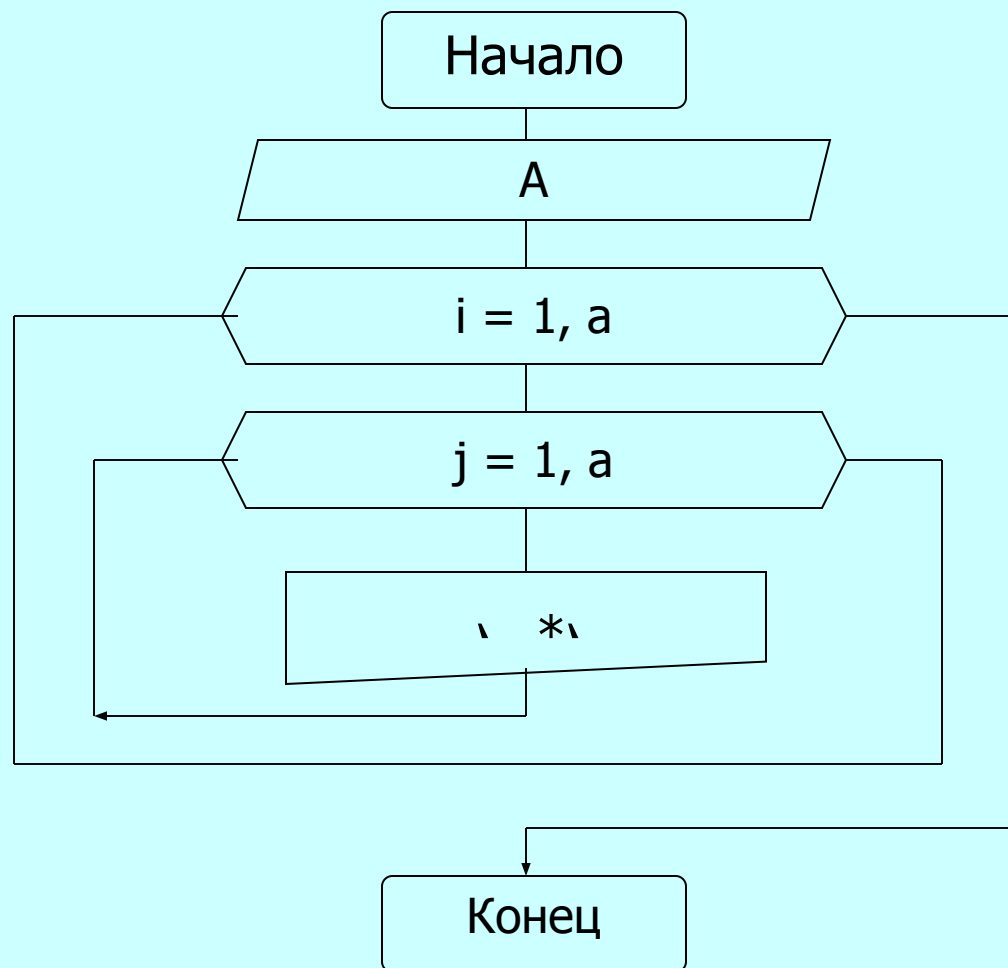 Начало
А
i = 1, a
j = 1, a
‘ *‘
Конец